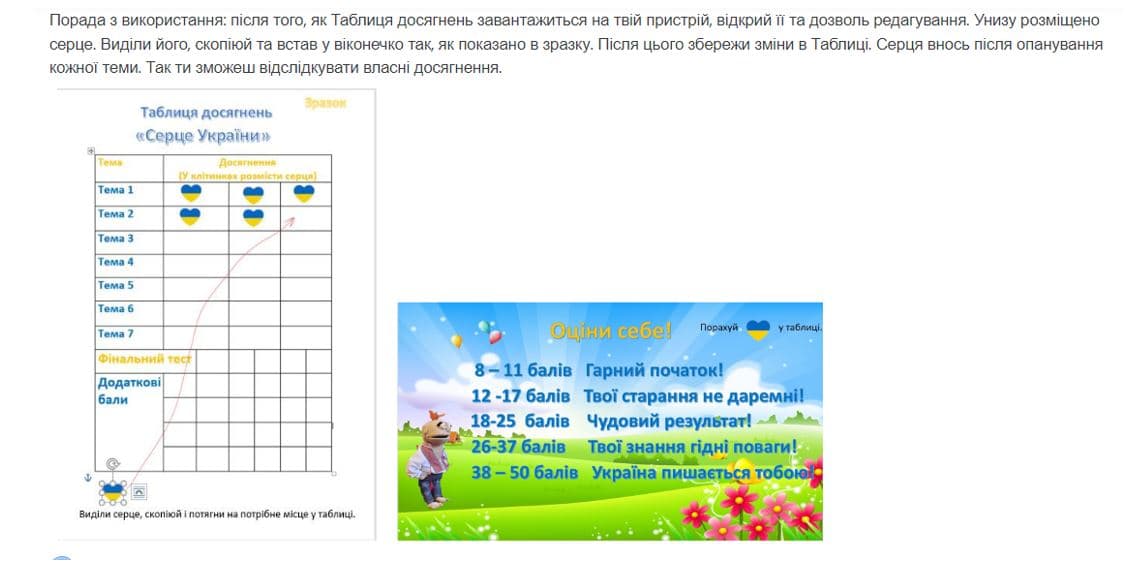 Порада з використання: після того, як Таблиця досягнень завантажиться на твій пристрій, відкрий її та дозволь редагування. Унизу розміщено
серце. Виділи його, скопіюй та встав у віконечко так, як показано в зразку. Після цього збережи зміни в Таблиці. Серця внось після опанування
кожної теми. Так ти зможеш відслідкувати власні досягнення.
Зразок
Таблиця досягнень
«Серце України»
Тема
Досягнення
(У клітинках розмісти серця)
Тема 1
Тема 2
Тема 3
Тема 4
Тема 5
Тема 6
Тема 7
Фінальний тест
Додаткові
бали
Виділи серце, скопіюй і потягни на потрібне місце у таблиці.
Оціни себе!
Порахуй у таблиці.
8 – 11 балів Гарний початок!
12 -17 балів Твої старання не даремні!
18-25 балів Чудовий результат!
26-37 балів Твої знання гідні поваги!
38 – 50 балів Україна пишається тобою!